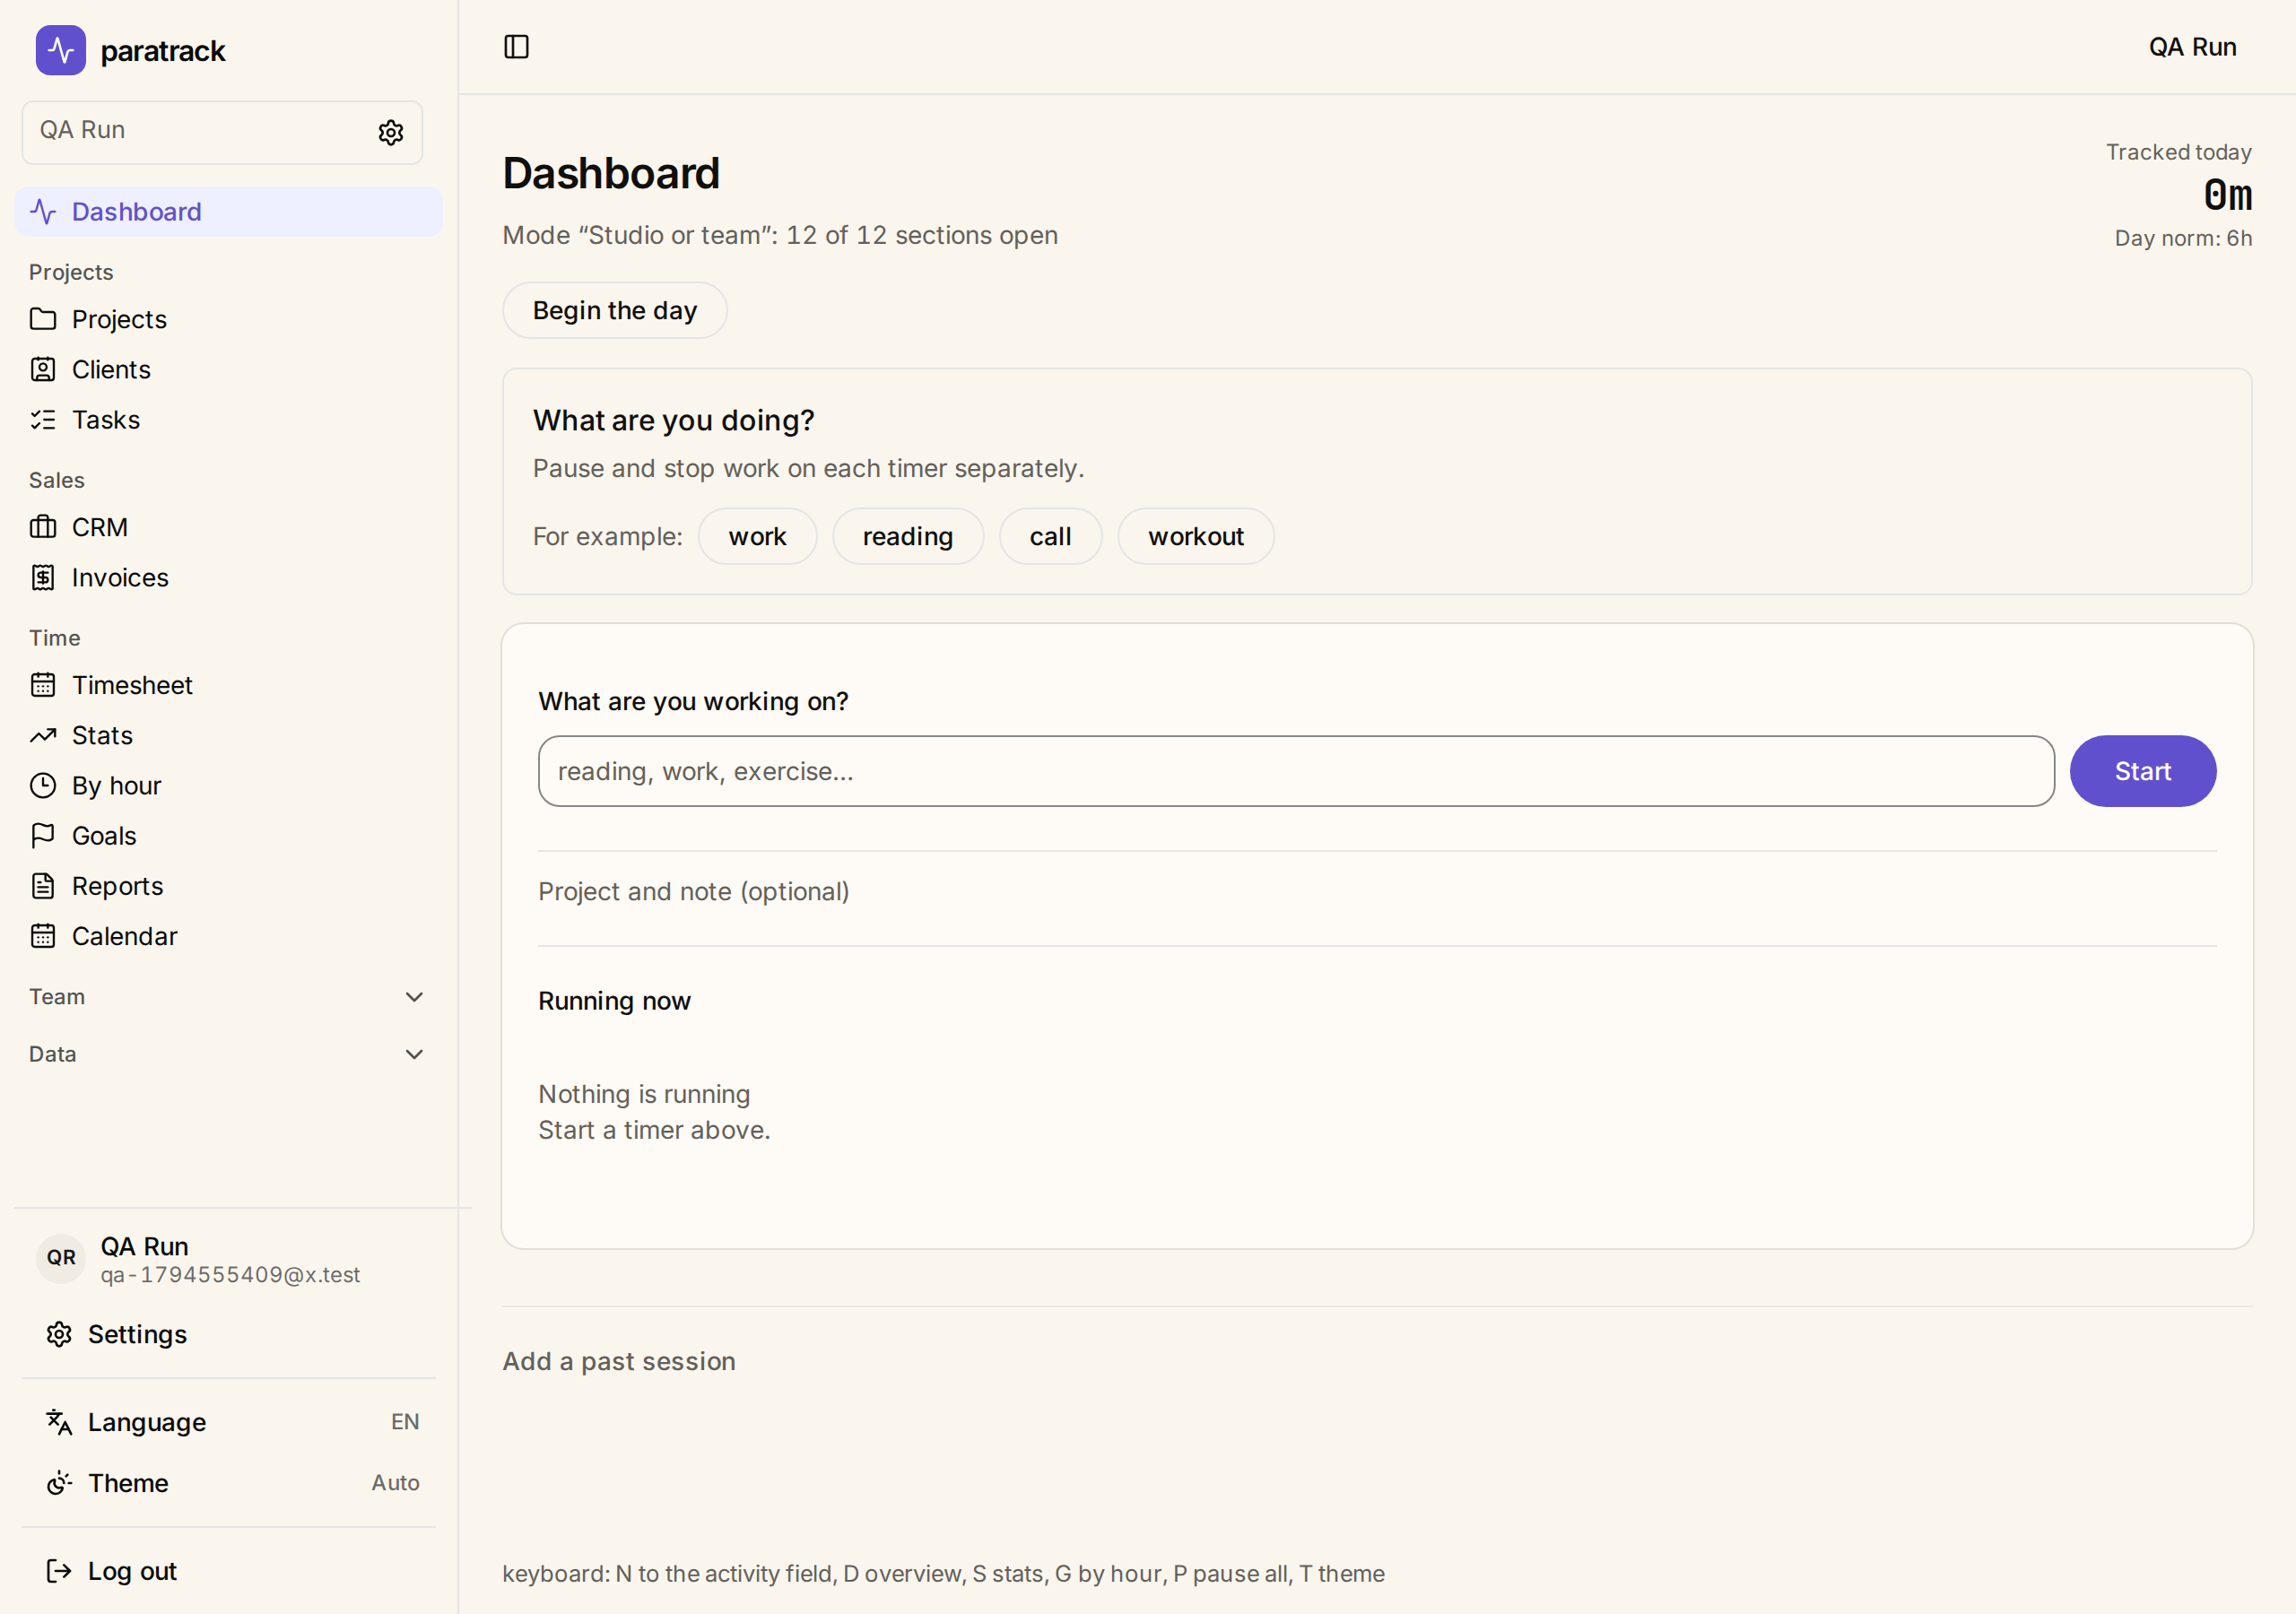 paratrack
QA Run
Dashboard
Projects
Projects
Clients
Tasks
Sales
CRM
Invoices
Time
Timesheet
Stats
By hour
Goals
Reports
Calendar
Team
Data
QR
QA Run
qa-1794555409@x.test
Settings
Language EN
Theme Auto
Log out
QA Run
Dashboard
Mode “Studio or team”: 12 of 12 sections open
Tracked today
0m
Day norm: 6h
Begin the day
What are you doing?
Pause and stop work on each timer separately.
For example: work reading call workout
What are you working on?
reading, work, exercise...
Start
Project and note (optional)
Running now
Nothing is running
Start a timer above.
Add a past session
keyboard: N to the activity field, D overview, S stats, G by hour, P pause all, T theme